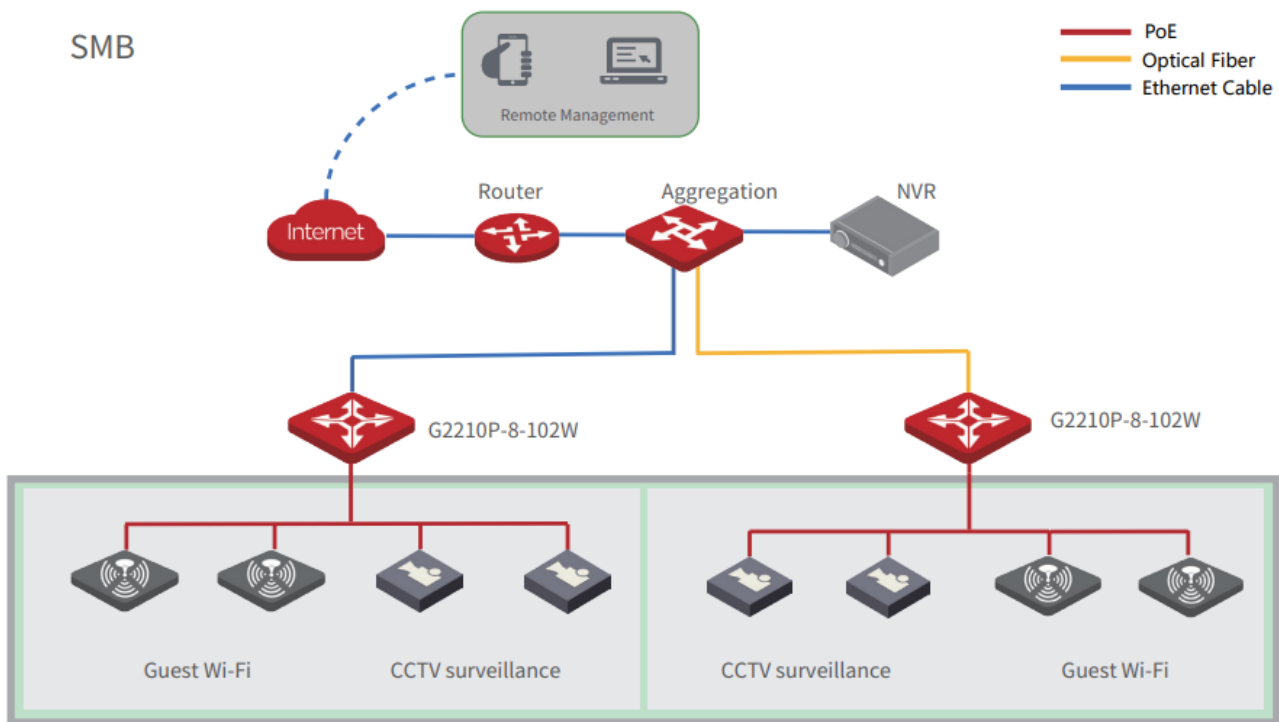 SMB
PoE
Optical Fiber
Ethernet Cable
Remote Management
Router
Aggregation
NVR
Internet
G2210P-8-102W
G2210P-8-102W
Guest Wi-Fi
CCTV surveillance
CCTV surveillance
Guest Wi-Fi